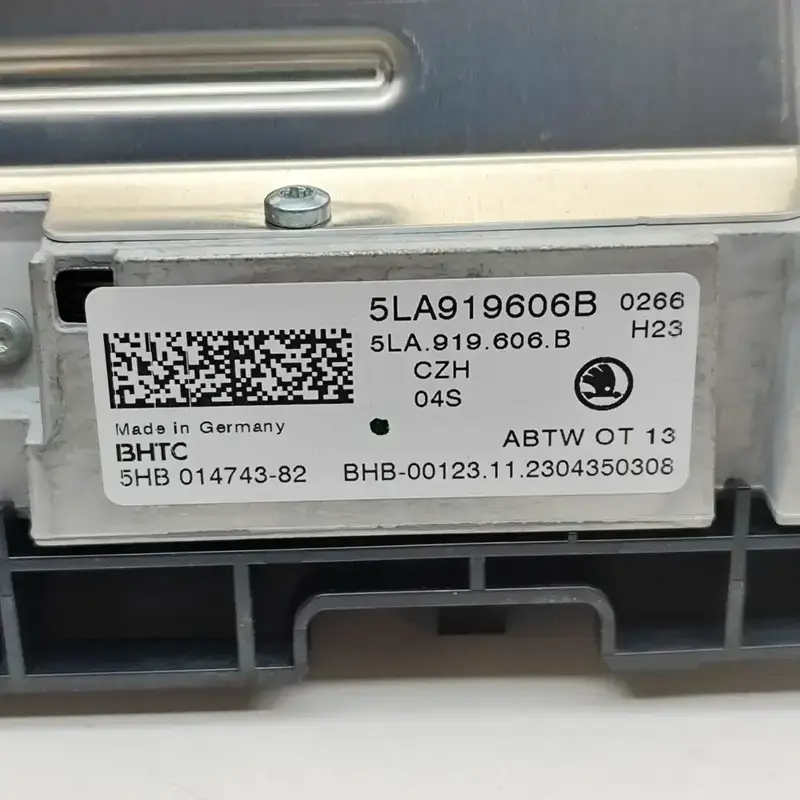 5LA919606B 0266
5LA.919.606.B H23
CZH
04S
Made in Germany
ABTW OT 13
BHTC
5HB 014743-82 BHB-00123.11.2304350308